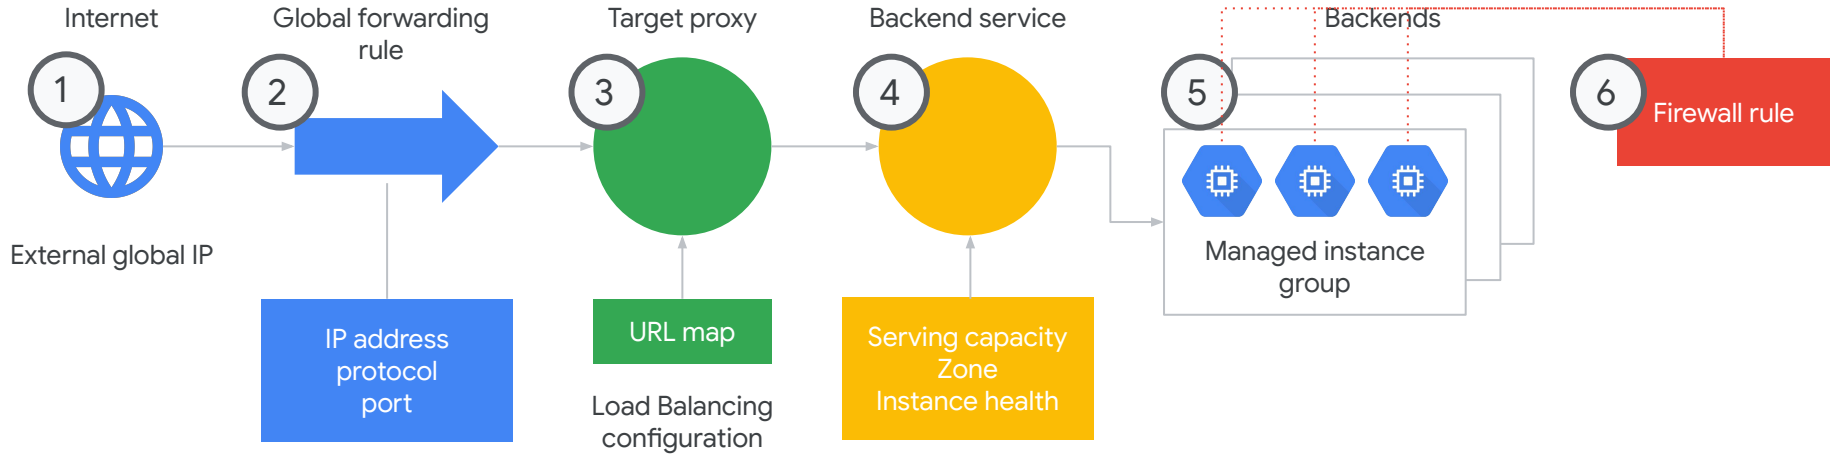 Internet
External global IP
1
Global forwarding
rule
2
IP address
protocol
port
Target proxy
3
URL map
Load Balancing
configuration
Backend service
4
Serving capacity
Zone
Instance health
Backends
5
Managed instance
group
6
Firewall rule